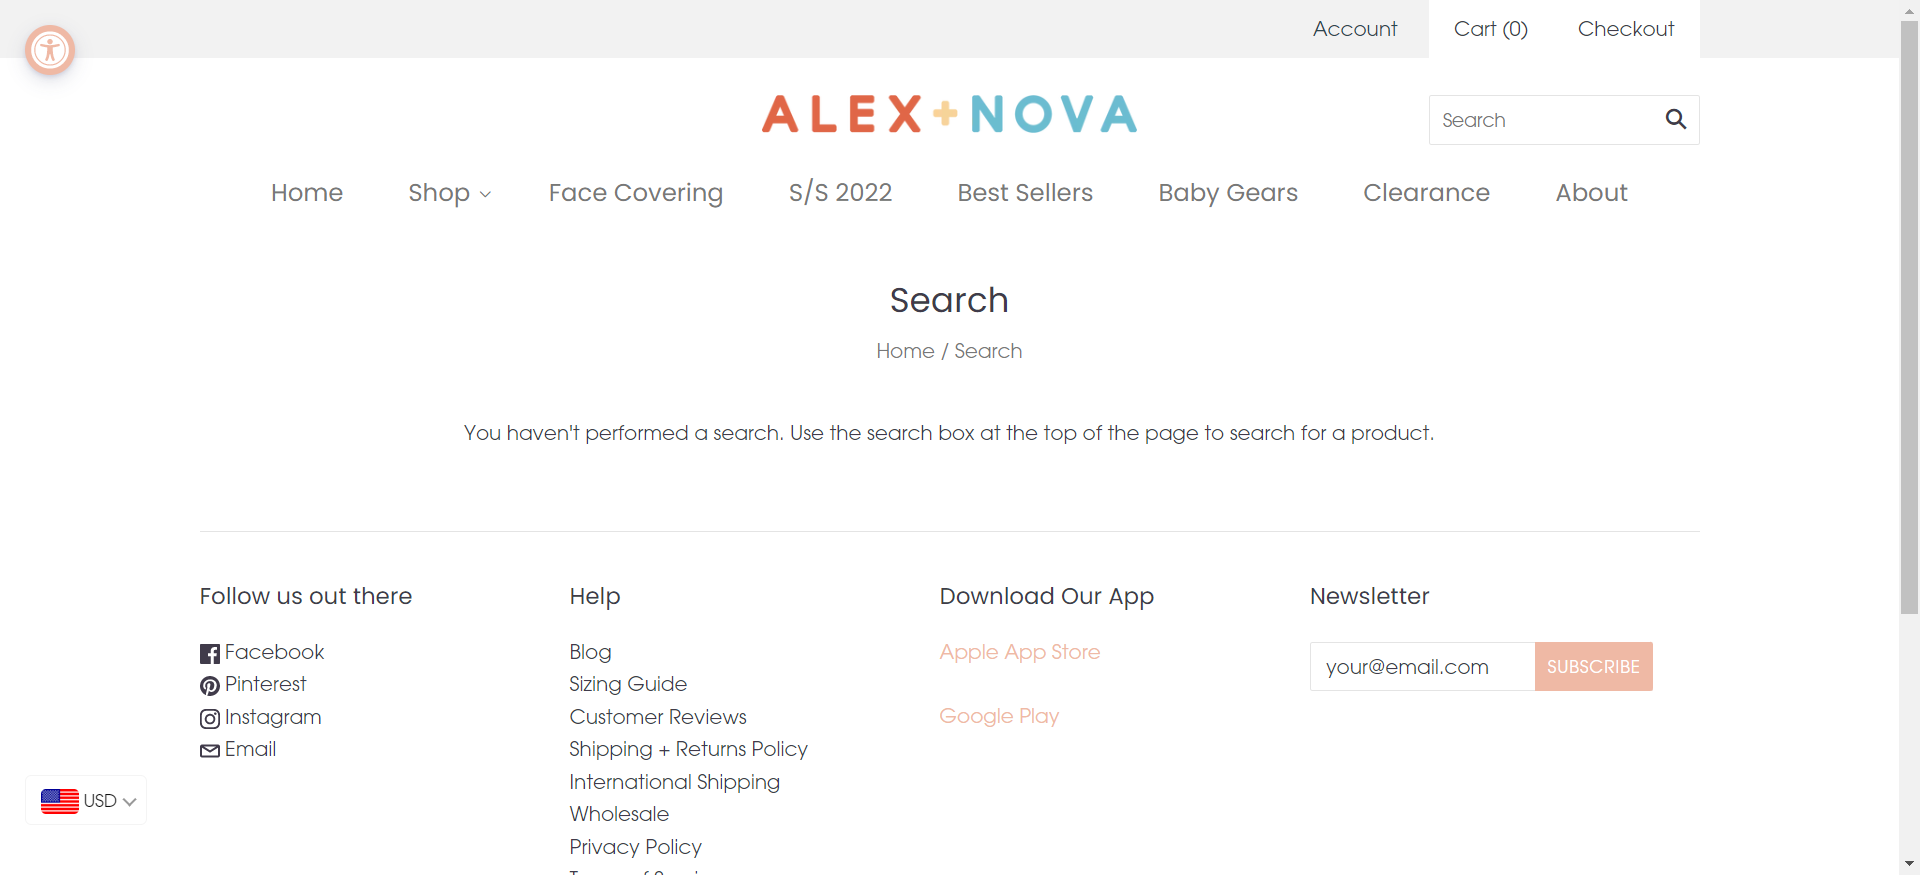 Account
Cart (0)
Checkout
ALEX+NOVA
Search
Home
Shop
Face Covering
S/S 2022
Best Sellers
Baby Gears
Clearance
About
Search
Home / Search
You haven't performed a search. Use the search box at the top of the page to search for a product.
Follow us out there
Facebook
Pinterest
Instagram
Email
Help
Blog
Sizing Guide
Customer Reviews
Shipping + Returns Policy
International Shipping
Wholesale
Privacy Policy
Download Our App
Apple App Store
Google Play
Newsletter
your@email.com
SUBSCRIBE
USD